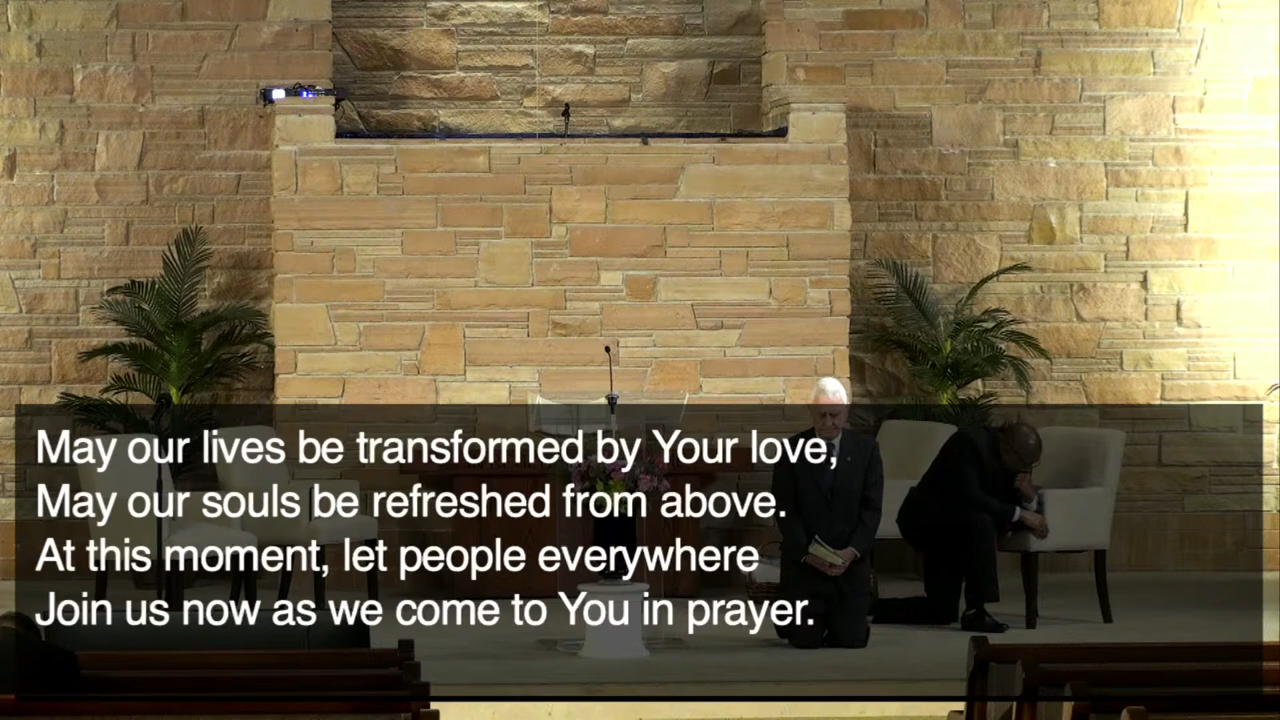 May our lives be transformed by Your love,
May our souls be refreshed from above.
At this moment, let people everywhere
Join us now as we come to You in prayer.